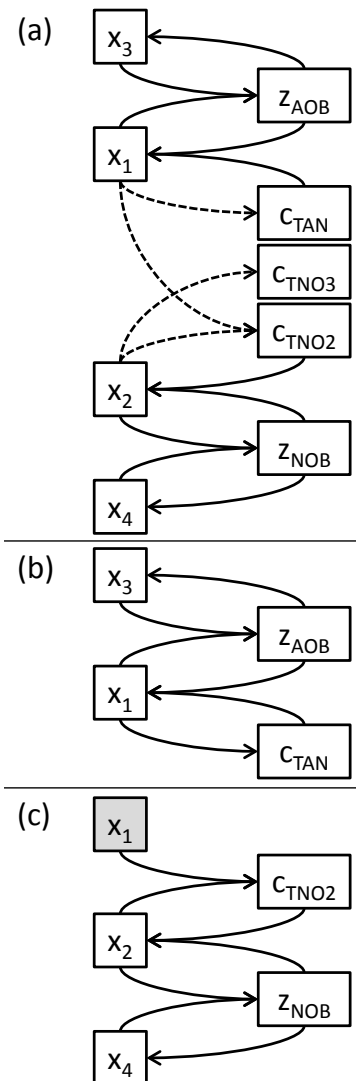 (a)
x3
zAOB
x1
cTAN
cTNO3
cTNO2
x2
zNOB
x4
(b)
x3
zAOB
x1
cTAN
(c)
x1
cTNO2
x2
zNOB
x4